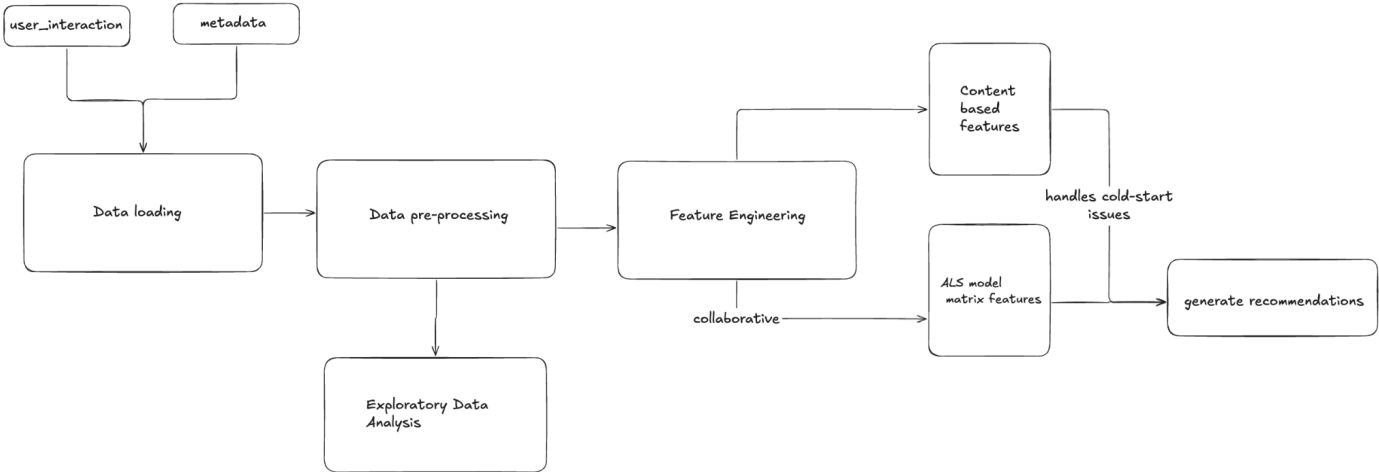 user_interaction
metadata
Data loading
Data pre-processing
Feature Engineering
Content
based
features
handles cold-start
issues
ALS model
matrix features
collaborative
generate recommendations
Exploratory Data
Analysis